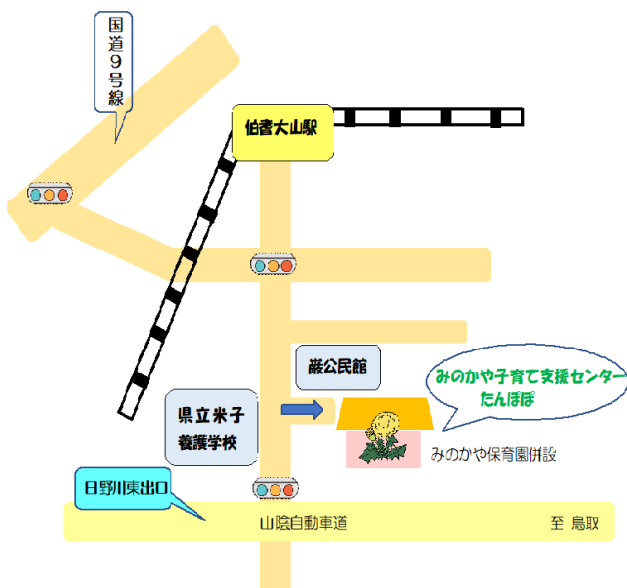 国道9号線
伯耆大山駅
巌公民館
みのかや子育て支援センター
たんぽぽ
県立米子
養護学校
みのかや保育園併設
日野川東出口
山陰自動車道
至 鳥取